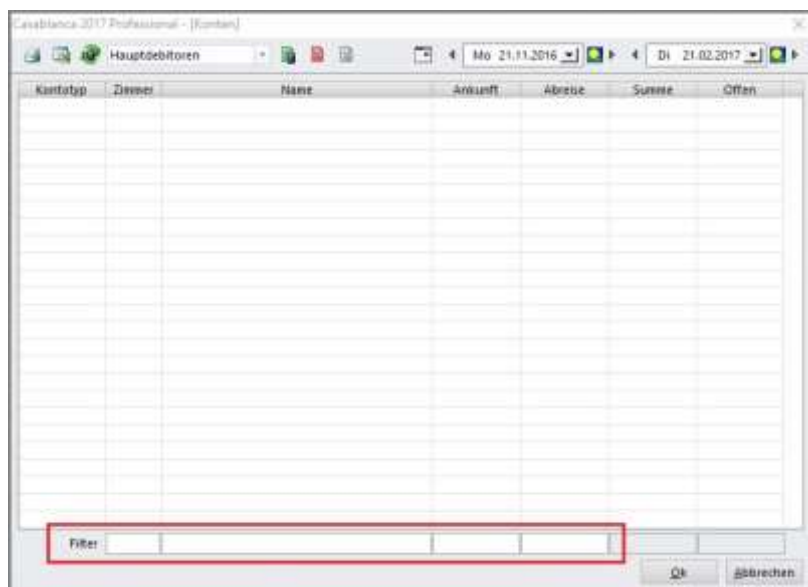 Casablanca 2017 Professional - [Konten]
Hauptdebitoren Mo 21.11.2016 Di 21.02.2017
Kontotyp Zimmer Name Ankunft Abreise Summe Offen
Filter
Ok Abbrechen